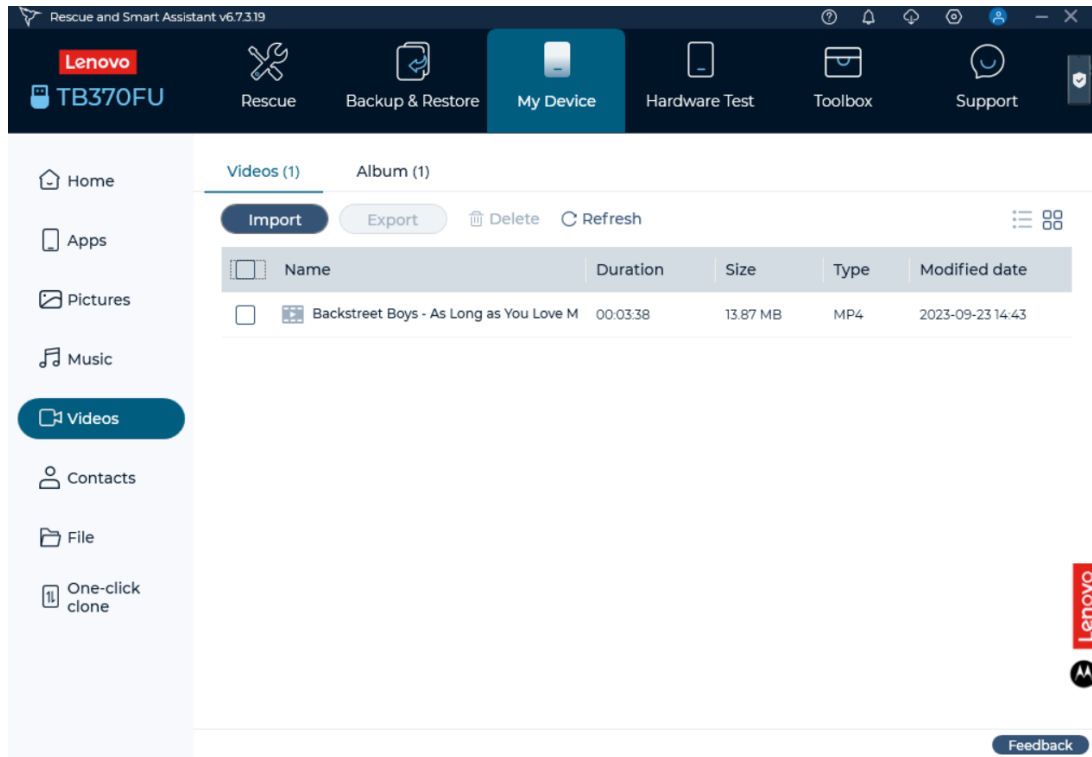 Rescue and Smart Assistant v6.7.3.19
Lenovo
TB370FU
Rescue
Backup & Restore
My Device
Hardware Test
Toolbox
Support
Home
Apps
Pictures
Music
Videos
Contacts
File
One-click
clone
Videos (1)
Album (1)
Import
Export
Delete
Refresh
Name
Duration
Size
Type
Modified date
Backstreet Boys - As Long as You Love M
00:03:38
13.87 MB
MP4
2023-09-23 14:43
Lenovo
Feedback